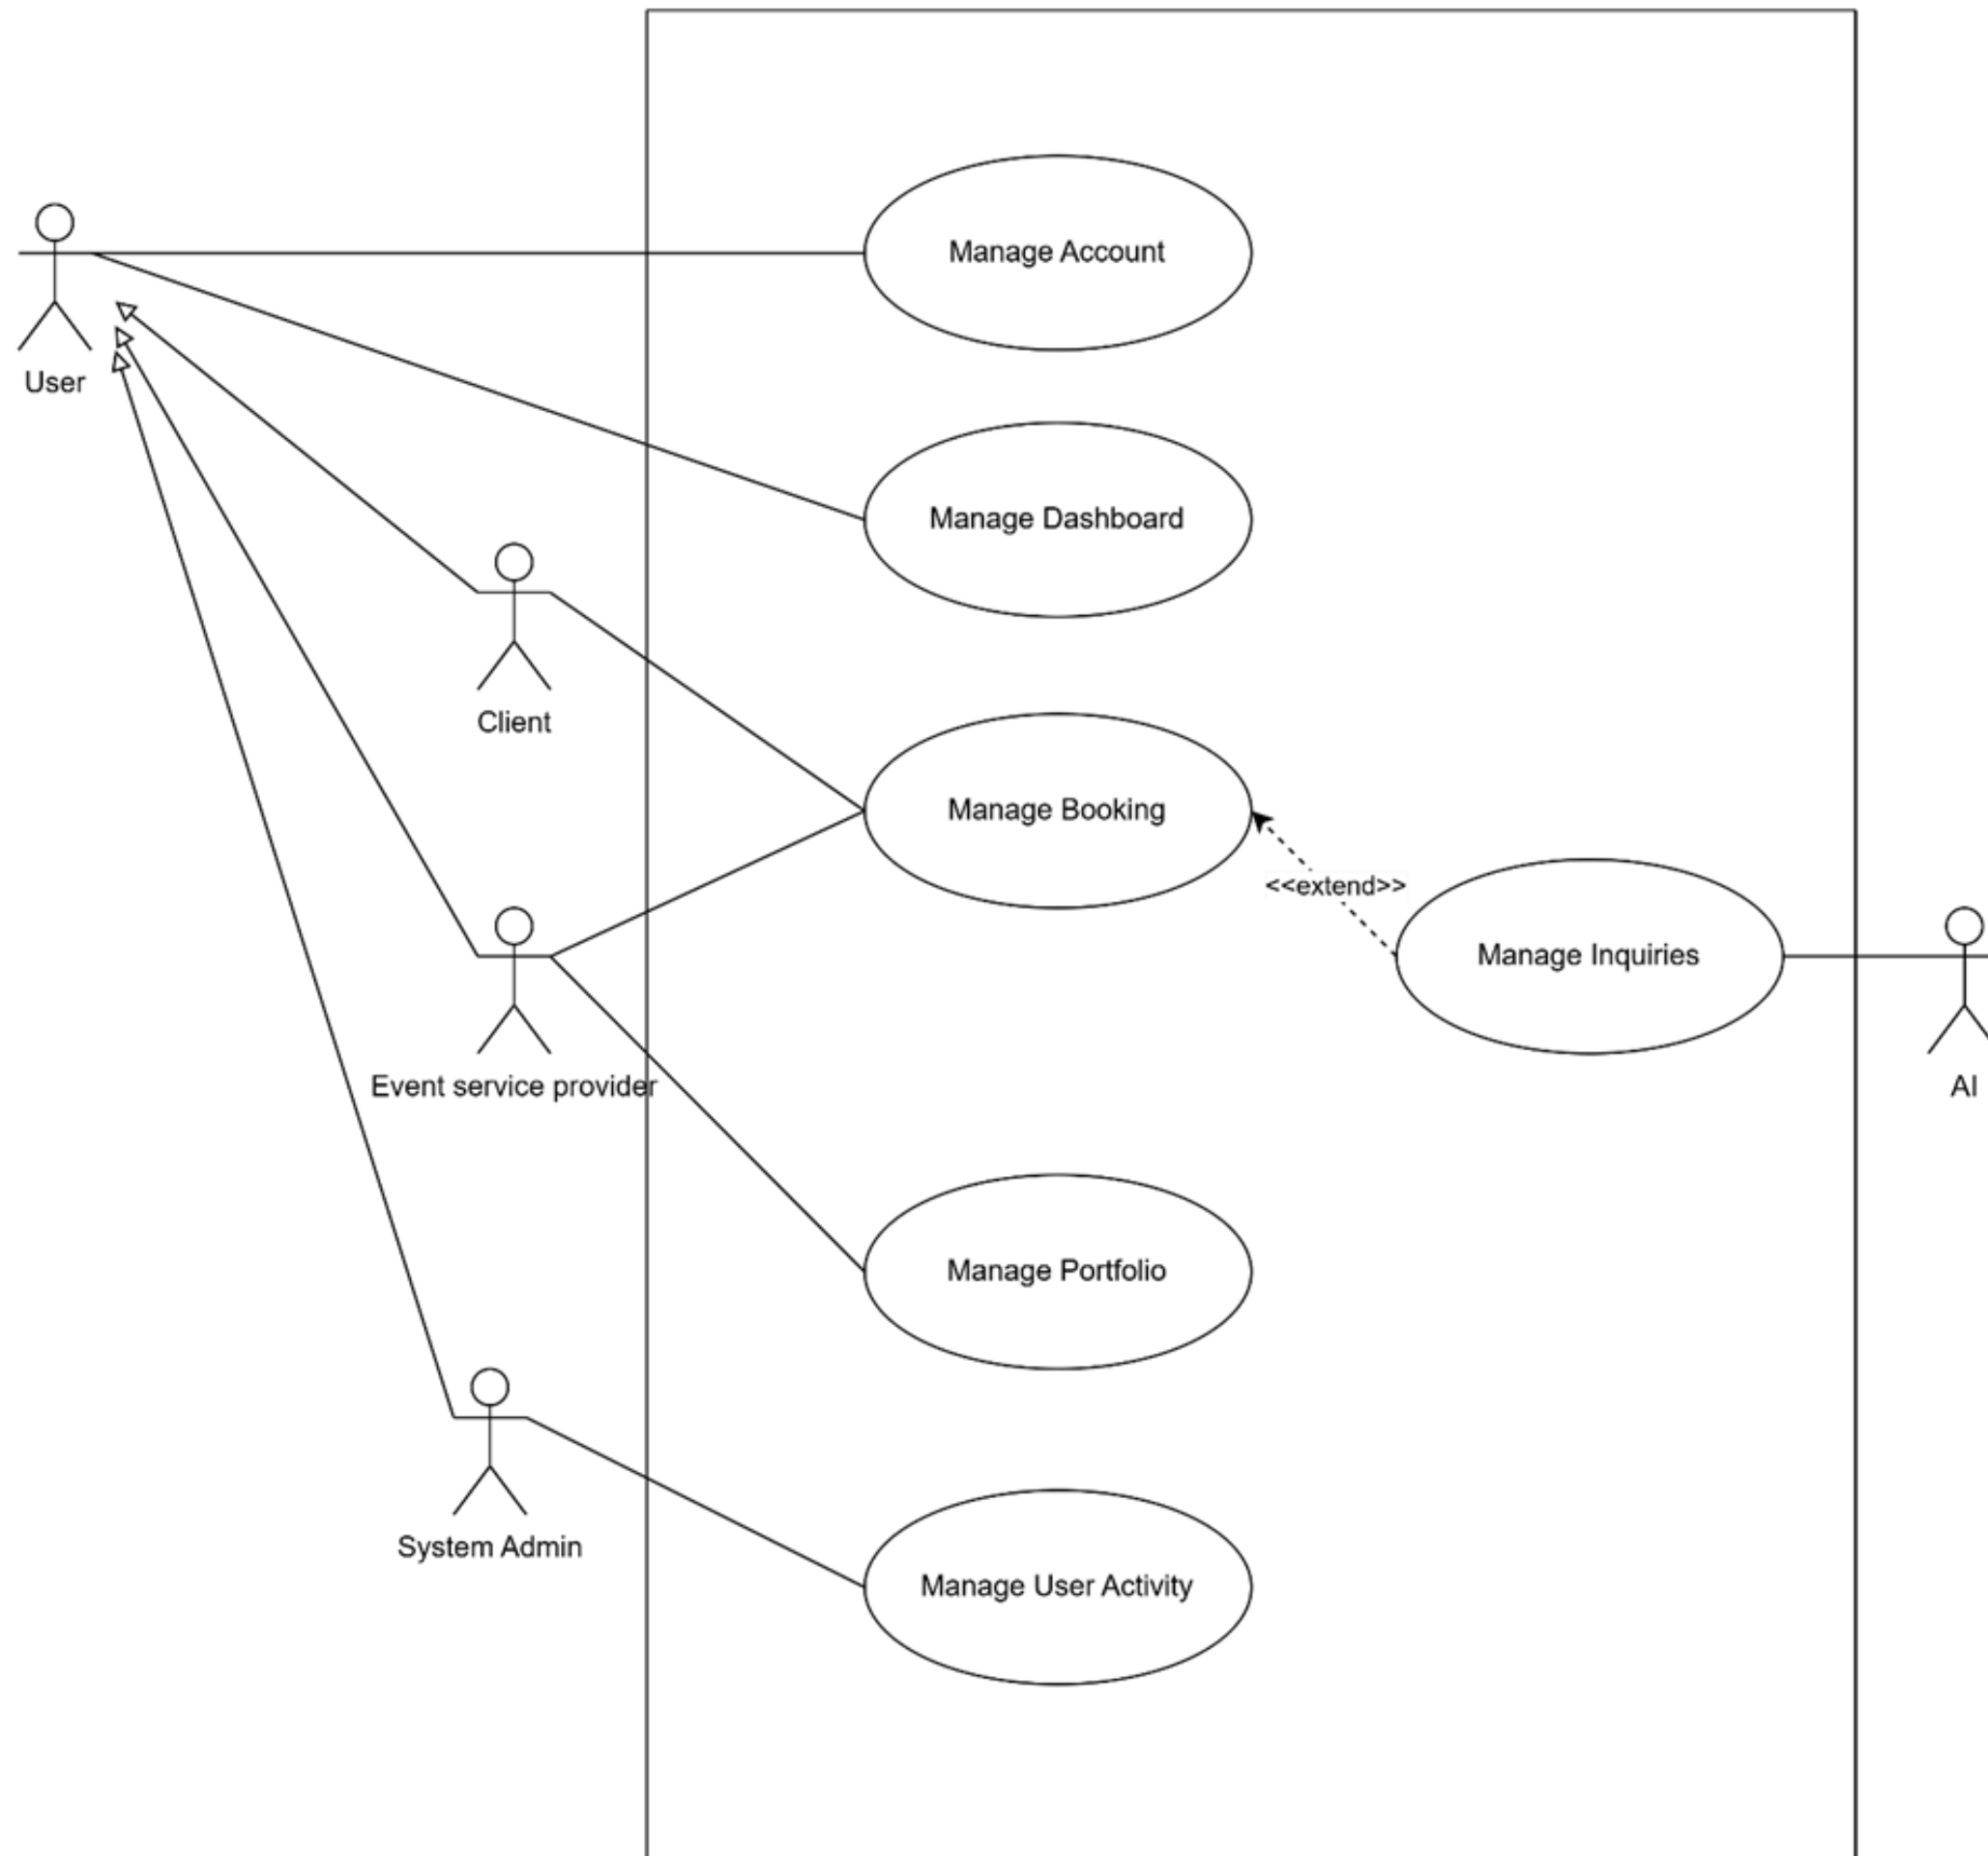 Manage Account
User
Manage Dashboard
Client
Manage Booking
<<extend>>
Manage Inquiries
Event service provider
AI
Manage Portfolio
System Admin
Manage User Activity